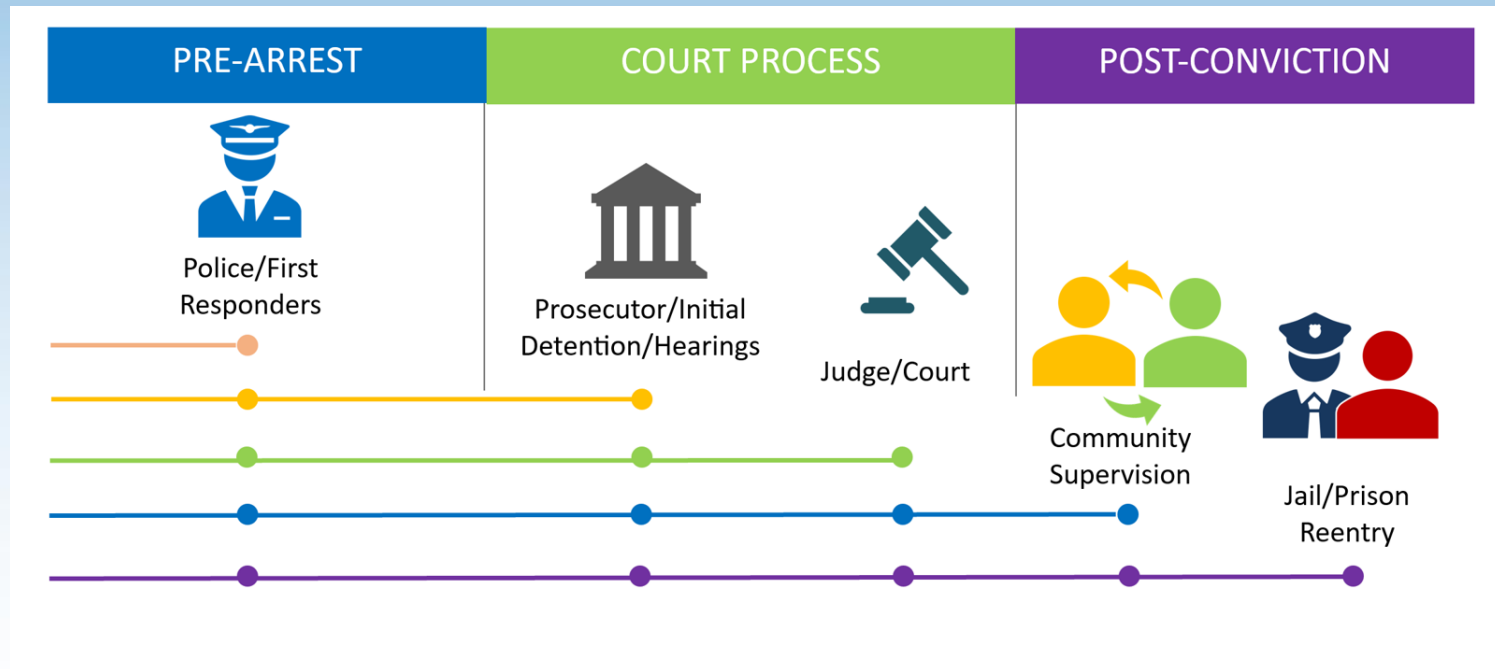 PRE-ARREST
COURT PROCESS
POST-CONVICTION
Police/First
Responders
Prosecutor/Initial
Detention/Hearings
Judge/Court
Community
Supervision
Jail/Prison
Reentry